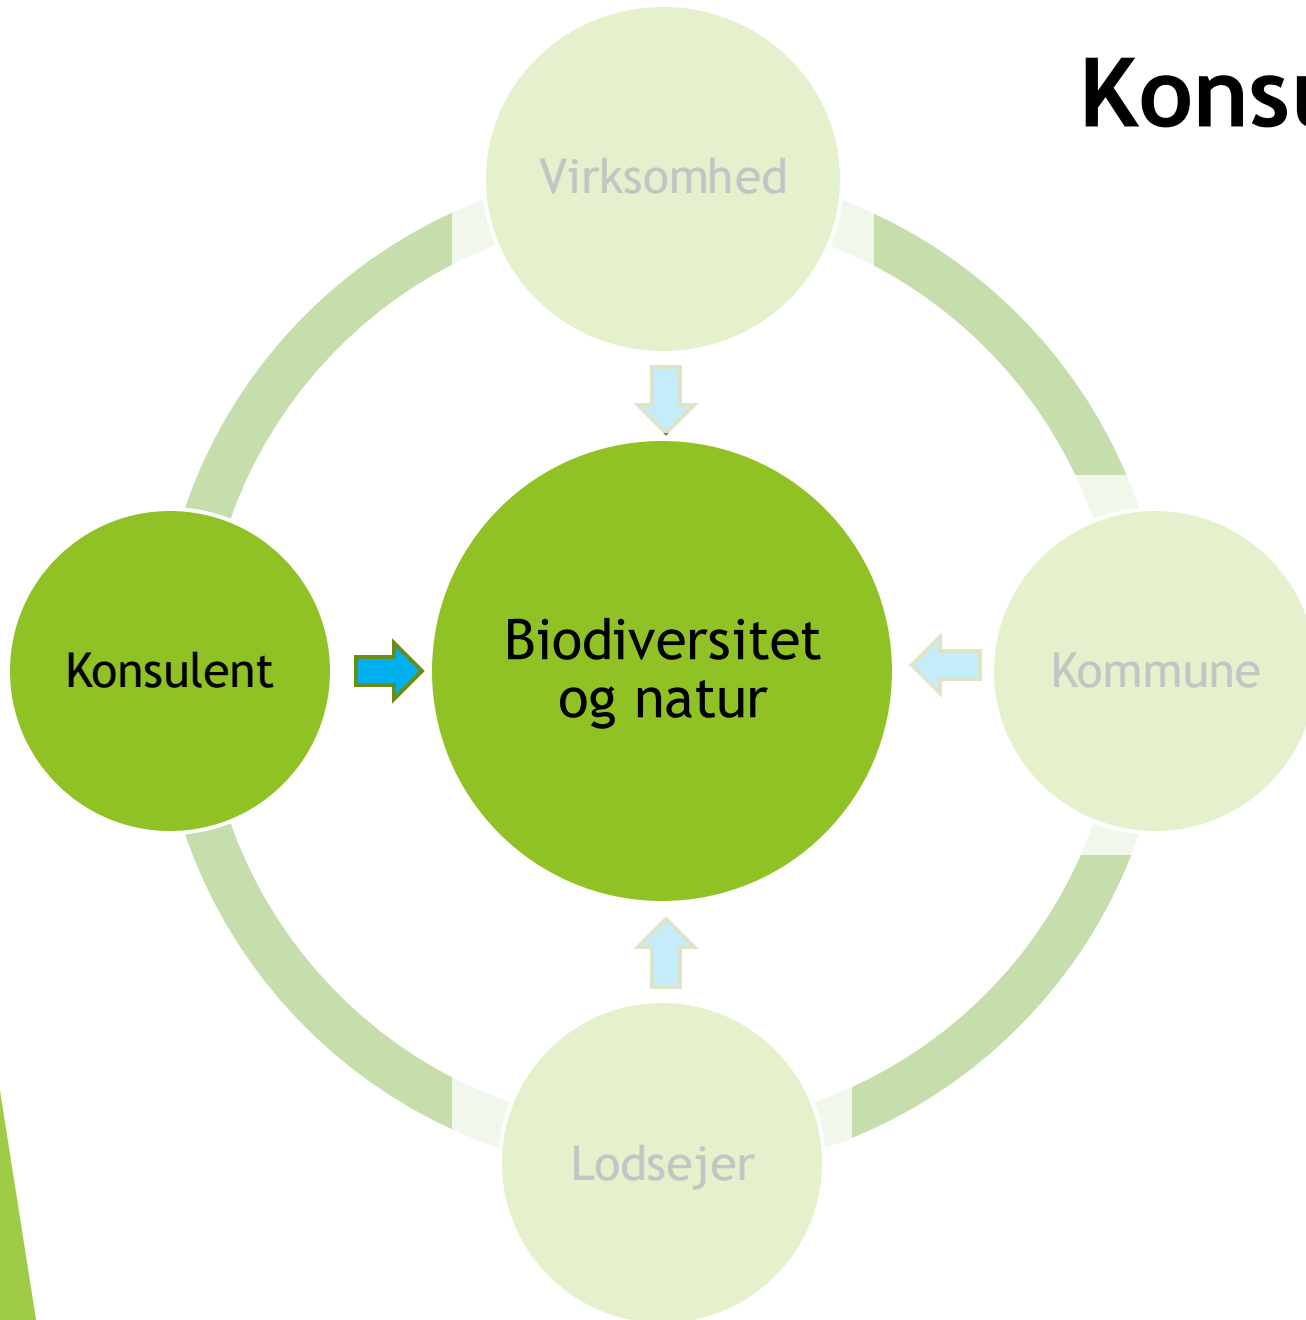 Konsu
Virksomhed
Konsulent
Biodiversitet
og natur
Kommune
Lodsejer